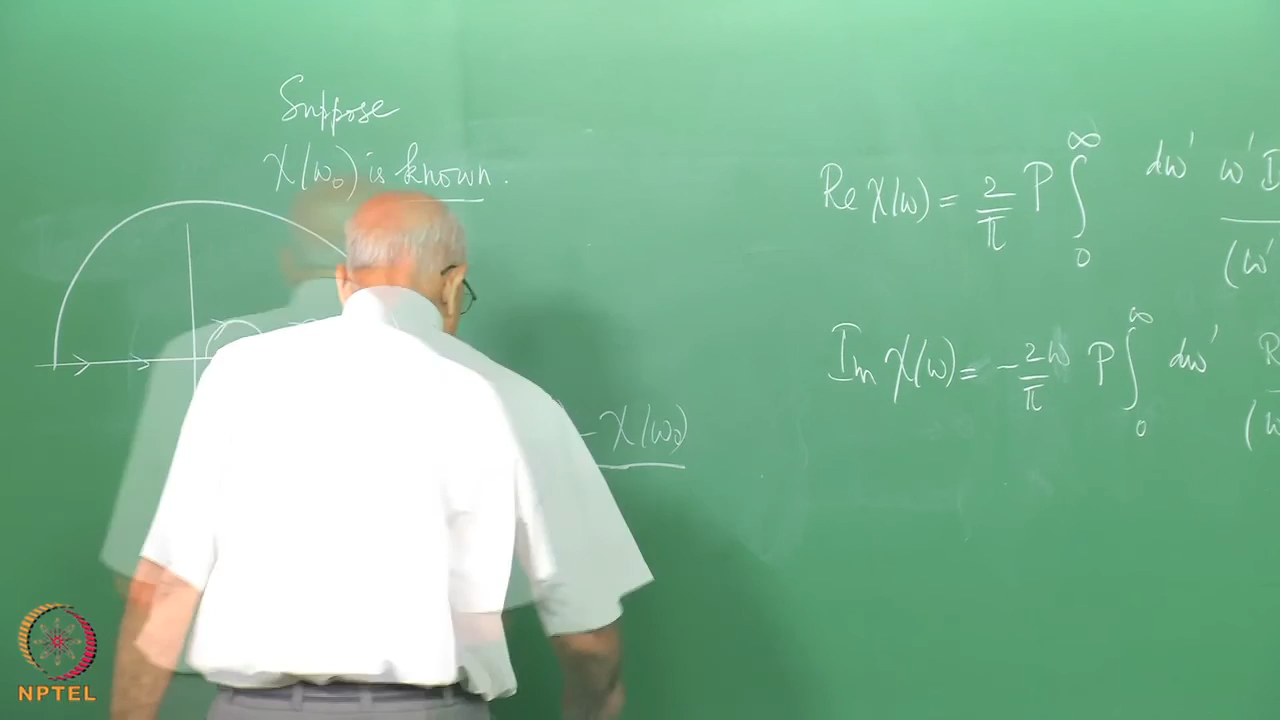 Suppose
χ(ω₀) is known.
Re χ(ω) = 2/π P ∫₀^∞ dω' ω'
(ω'
Im χ(ω) = -2ω/π P ∫₀^∞ dω' R
- χ(ω₀)
NPTEL